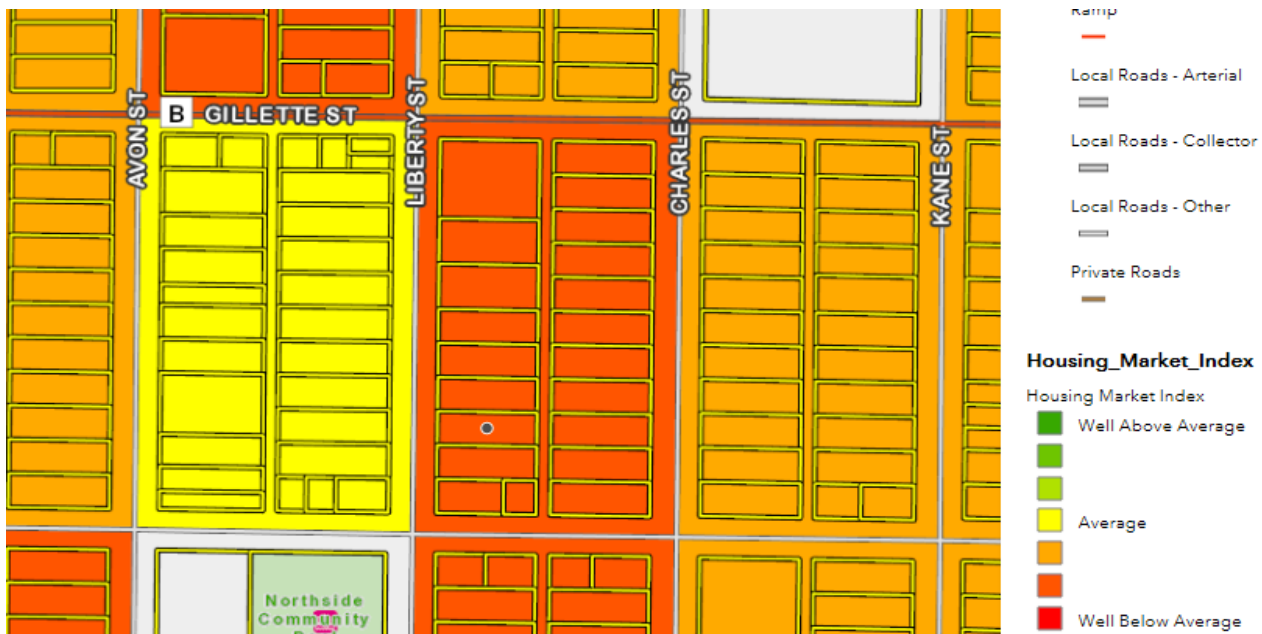 Ramp
Local Roads - Arterial
Local Roads - Collector
Local Roads - Other
Private Roads
Housing_Market_Index
Housing Market Index
Well Above Average
Average
Well Below Average
B GILLETTE ST
AVON ST
LIBERTY ST
CHARLES ST
KANE ST
Northside
Community